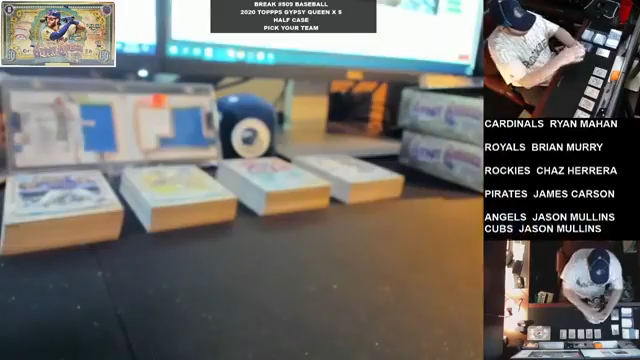 BREAK #509 BASEBALL
2020 TOPPPS GYPSY QUEEN X 5
HALF CASE
PICK YOUR TEAM
CARDINALS RYAN MAHAN
ROYALS BRIAN MURRY
ROCKIES CHAZ HERRERA
PIRATES JAMES CARSON
ANGELS JASON MULLINS
CUBS JASON MULLINS